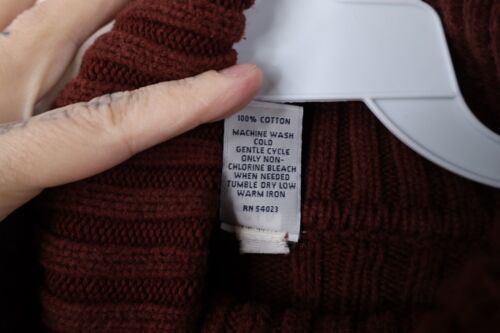 100% COTTON
MACHINE WASH
COLD
GENTLE CYCLE
ONLY NON-
CHLORINE BLEACH
WHEN NEEDED
TUMBLE DRY LOW
WARM IRON
RN 54023